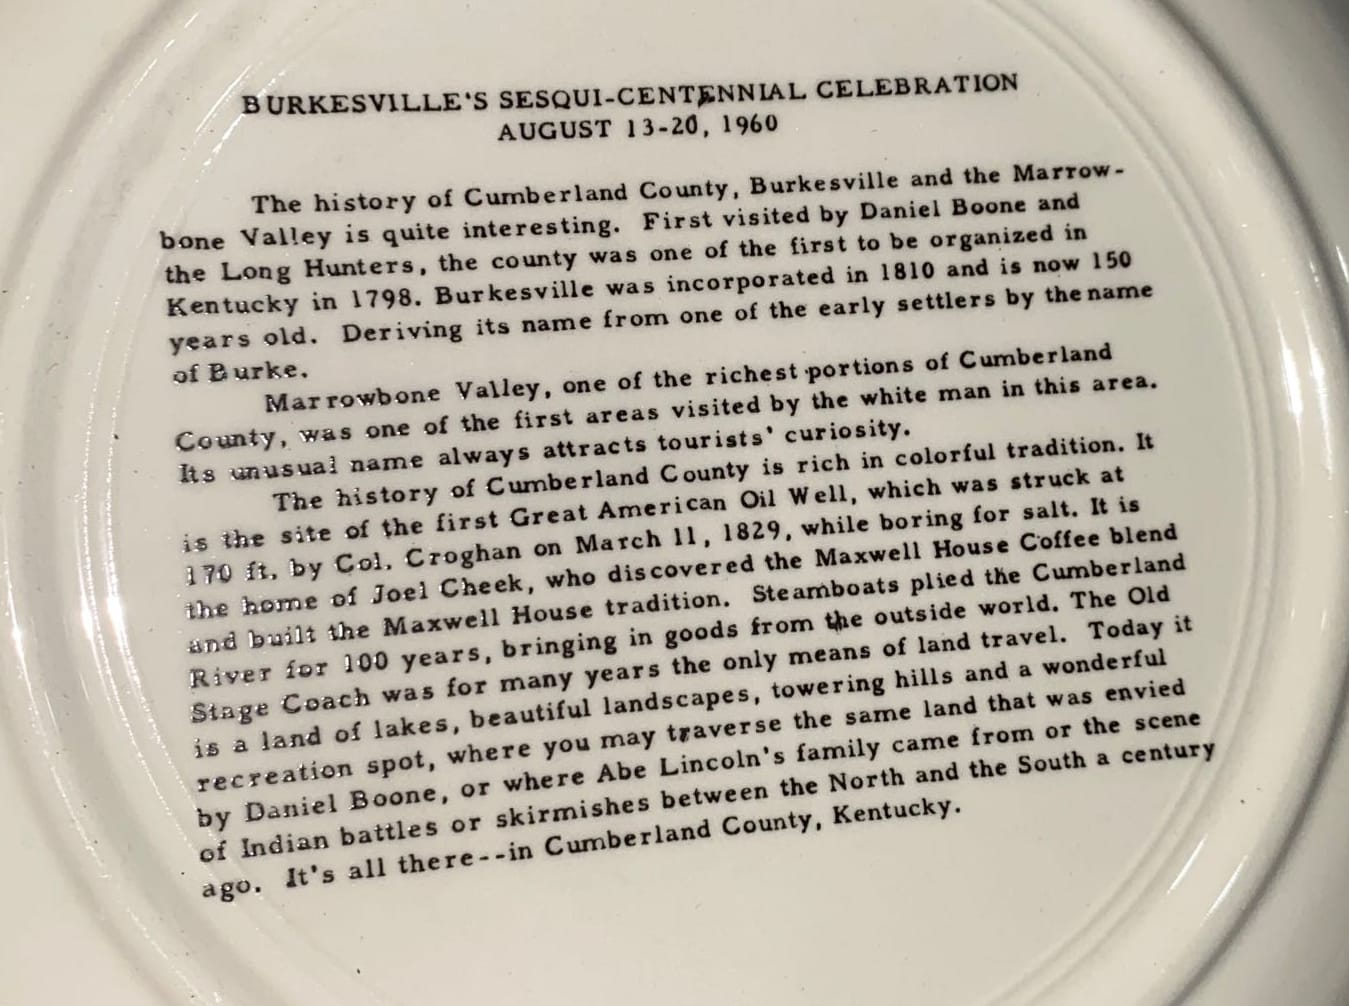 BURKESVILLE'S SESQUI-CENTENNIAL CELEBRATION
AUGUST 13-20, 1960
The history of Cumberland County, Burkesville and the Marrow-
bone Valley is quite interesting. First visited by Daniel Boone and
the Long Hunters, the county was one of the first to be organized in
Kentucky in 1798. Burkesville was incorporated in 1810 and is now 150
years old. Deriving its name from one of the early settlers by the name
of Burke.
Marrowbone Valley, one of the richest portions of Cumberland
County, was one of the first areas visited by the white man in this area.
Its unusual name always attracts tourists' curiosity.
The history of Cumberland County is rich in colorful tradition. It
is the site of the first Great American Oil Well, which was struck at
170 ft. by Col. Croghan on March 11, 1829, while boring for salt. It is
the home of Joel Cheek, who discovered the Maxwell House Coffee blend
and built the Maxwell House tradition. Steamboats plied the Cumberland
River for 100 years, bringing in goods from the outside world. The Old
Stage Coach was for many years the only means of land travel. Today it
is a land of lakes, beautiful landscapes, towering hills and a wonderful
recreation spot, where you may traverse the same land that was envied
by Daniel Boone, or where Abe Lincoln's family came from or the scene
of Indian battles or skirmishes between the North and the South a century
ago. It's all there--in Cumberland County, Kentucky.